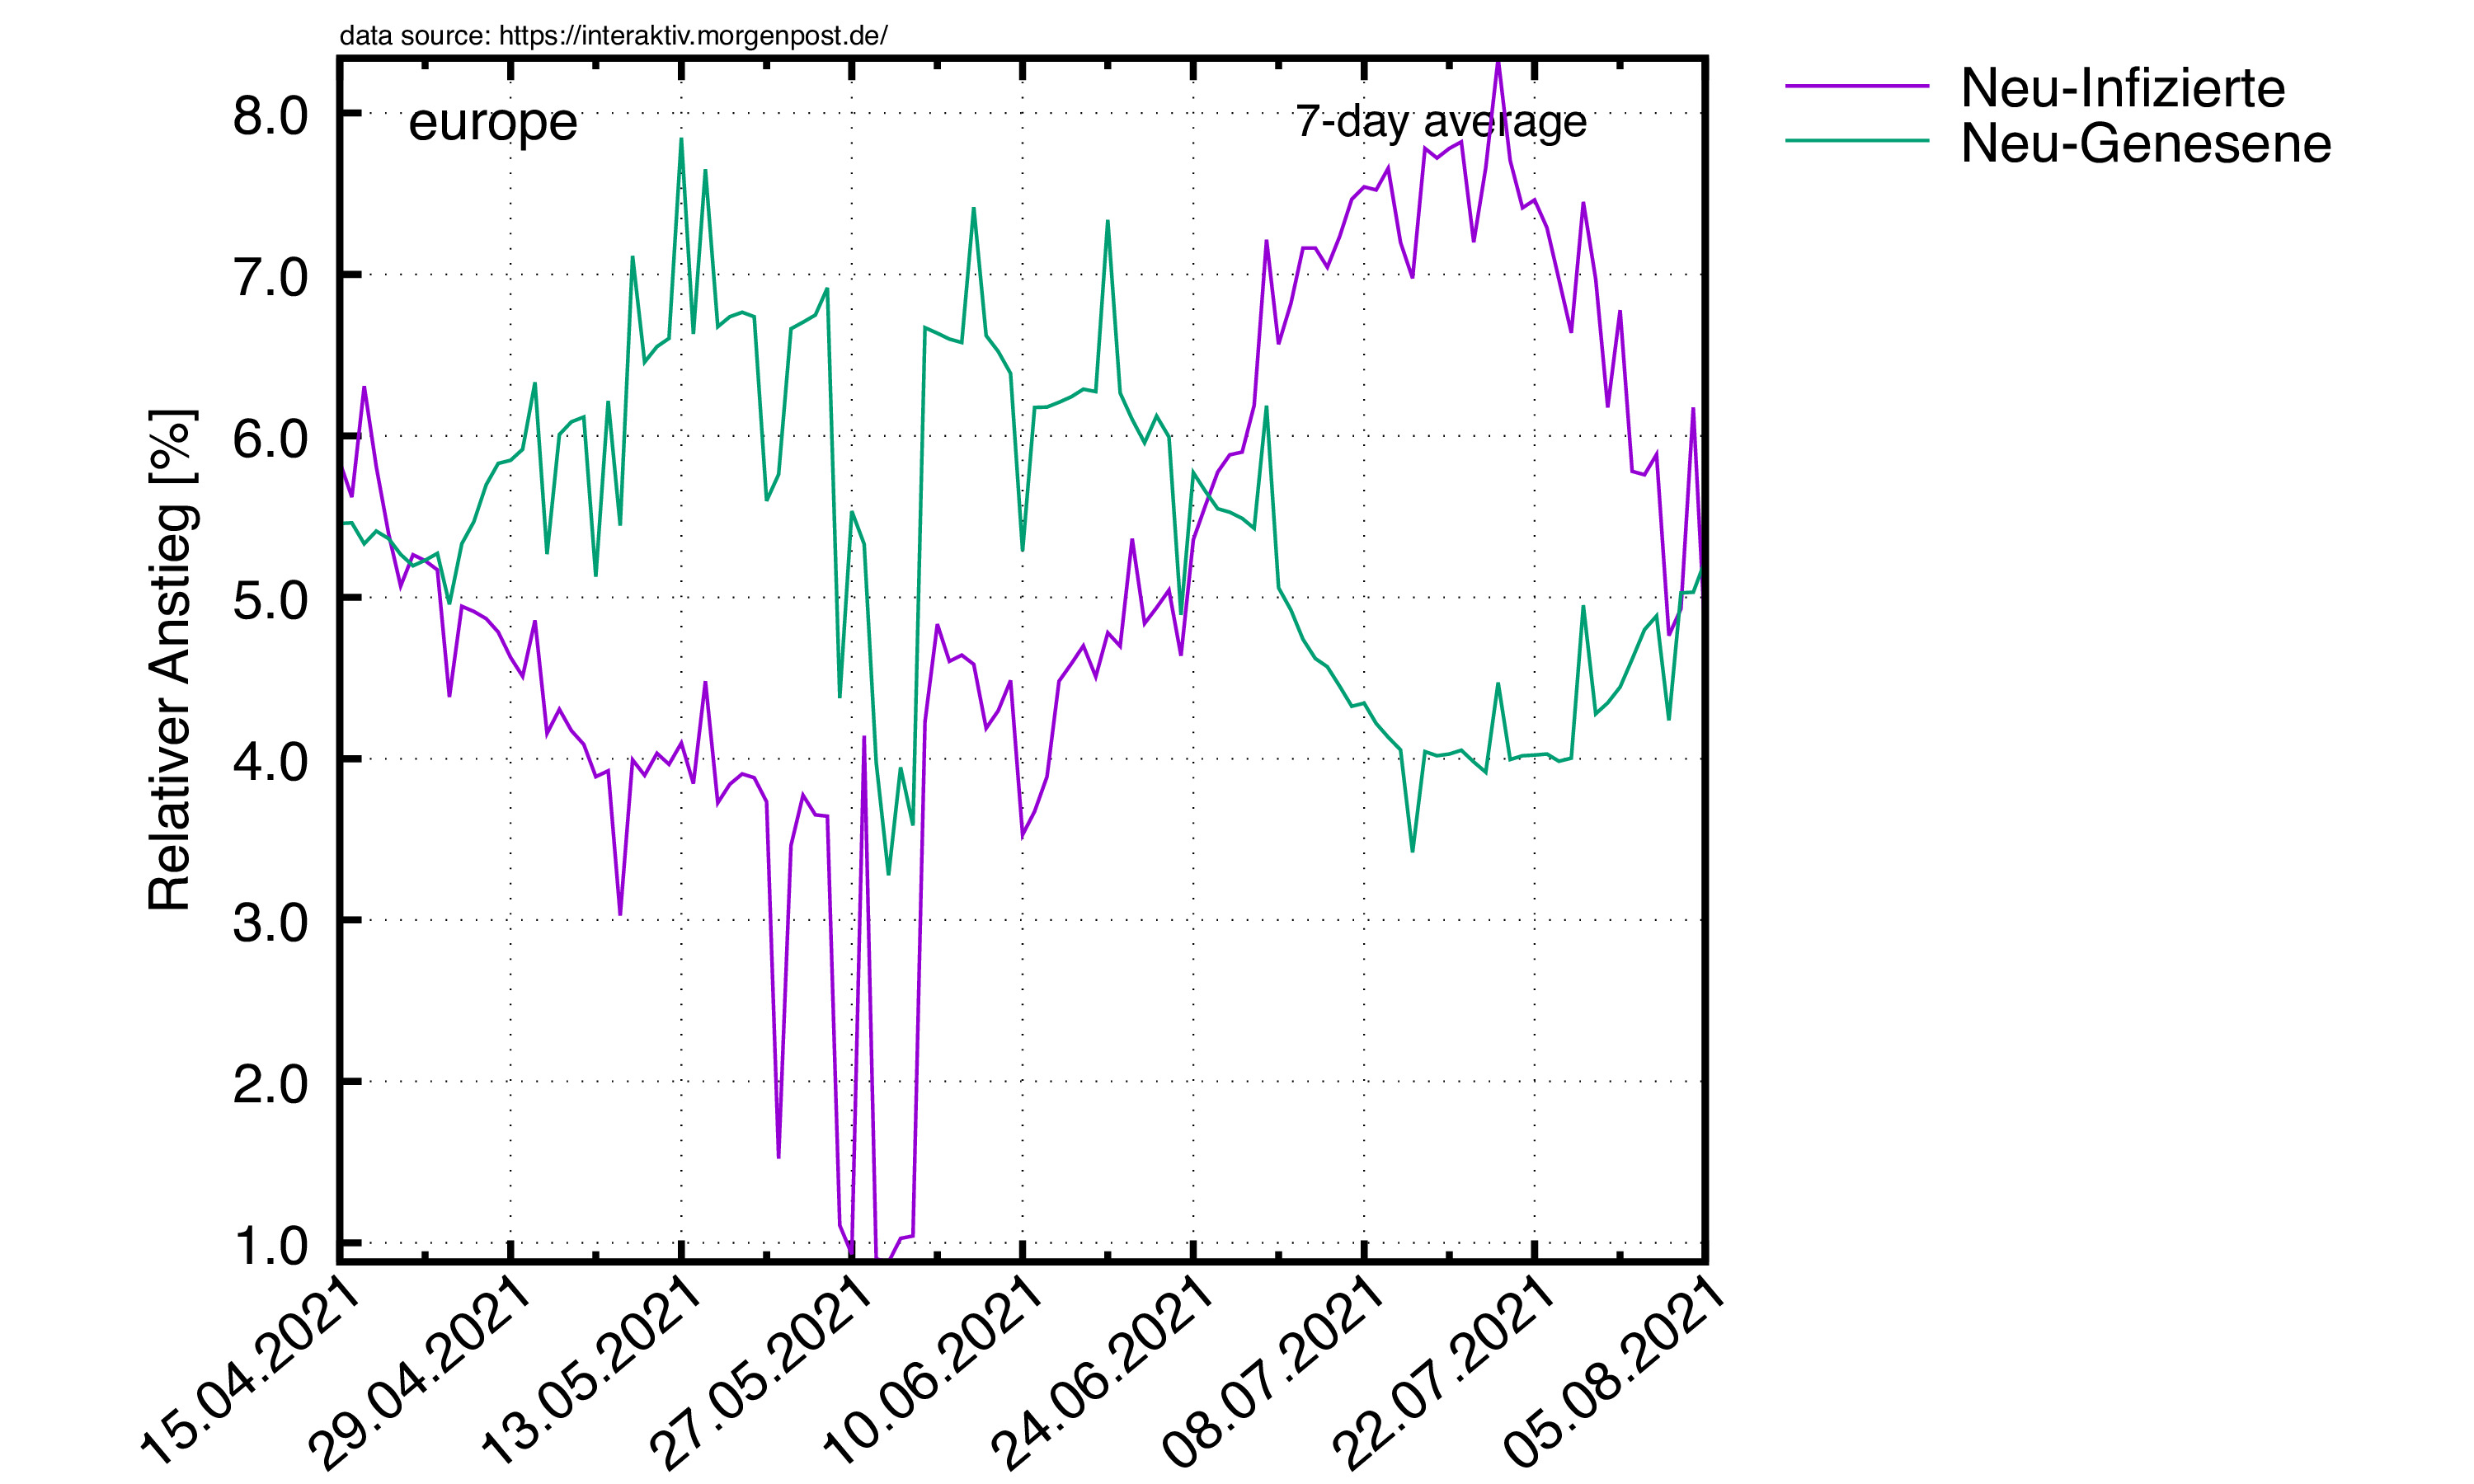 data source: https://interaktiv.morgenpost.de/
europe
7-day average
Neu-Infizierte
Neu-Genesene
Relativer Anstieg [%]
8.0
7.0
6.0
5.0
4.0
3.0
2.0
1.0
15.04.2021
29.04.2021
13.05.2021
27.05.2021
10.06.2021
24.06.2021
08.07.2021
22.07.2021
05.08.2021